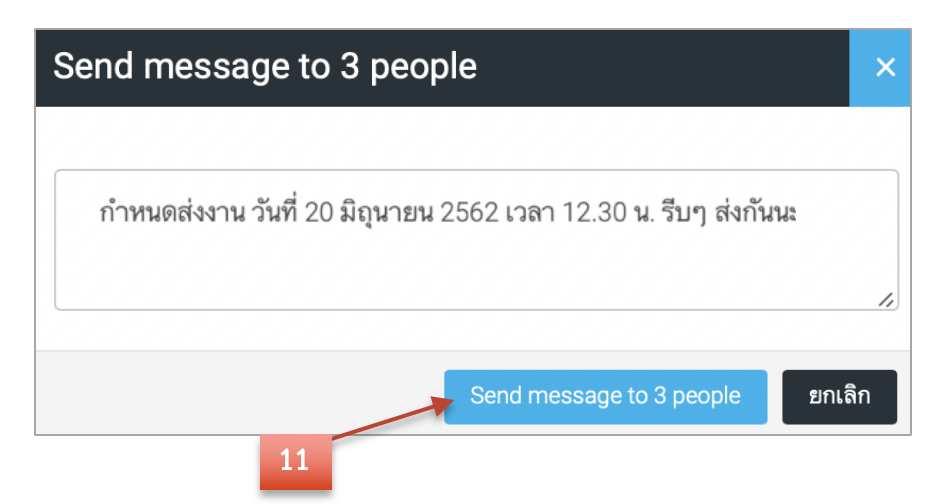 Send message to 3 people
×
กำหนดส่งงาน วันที่ 20 มิถุนายน 2562 เวลา 12.30 น. รีบๆ ส่งกันนะ
Send message to 3 people
ยกเลิก
11